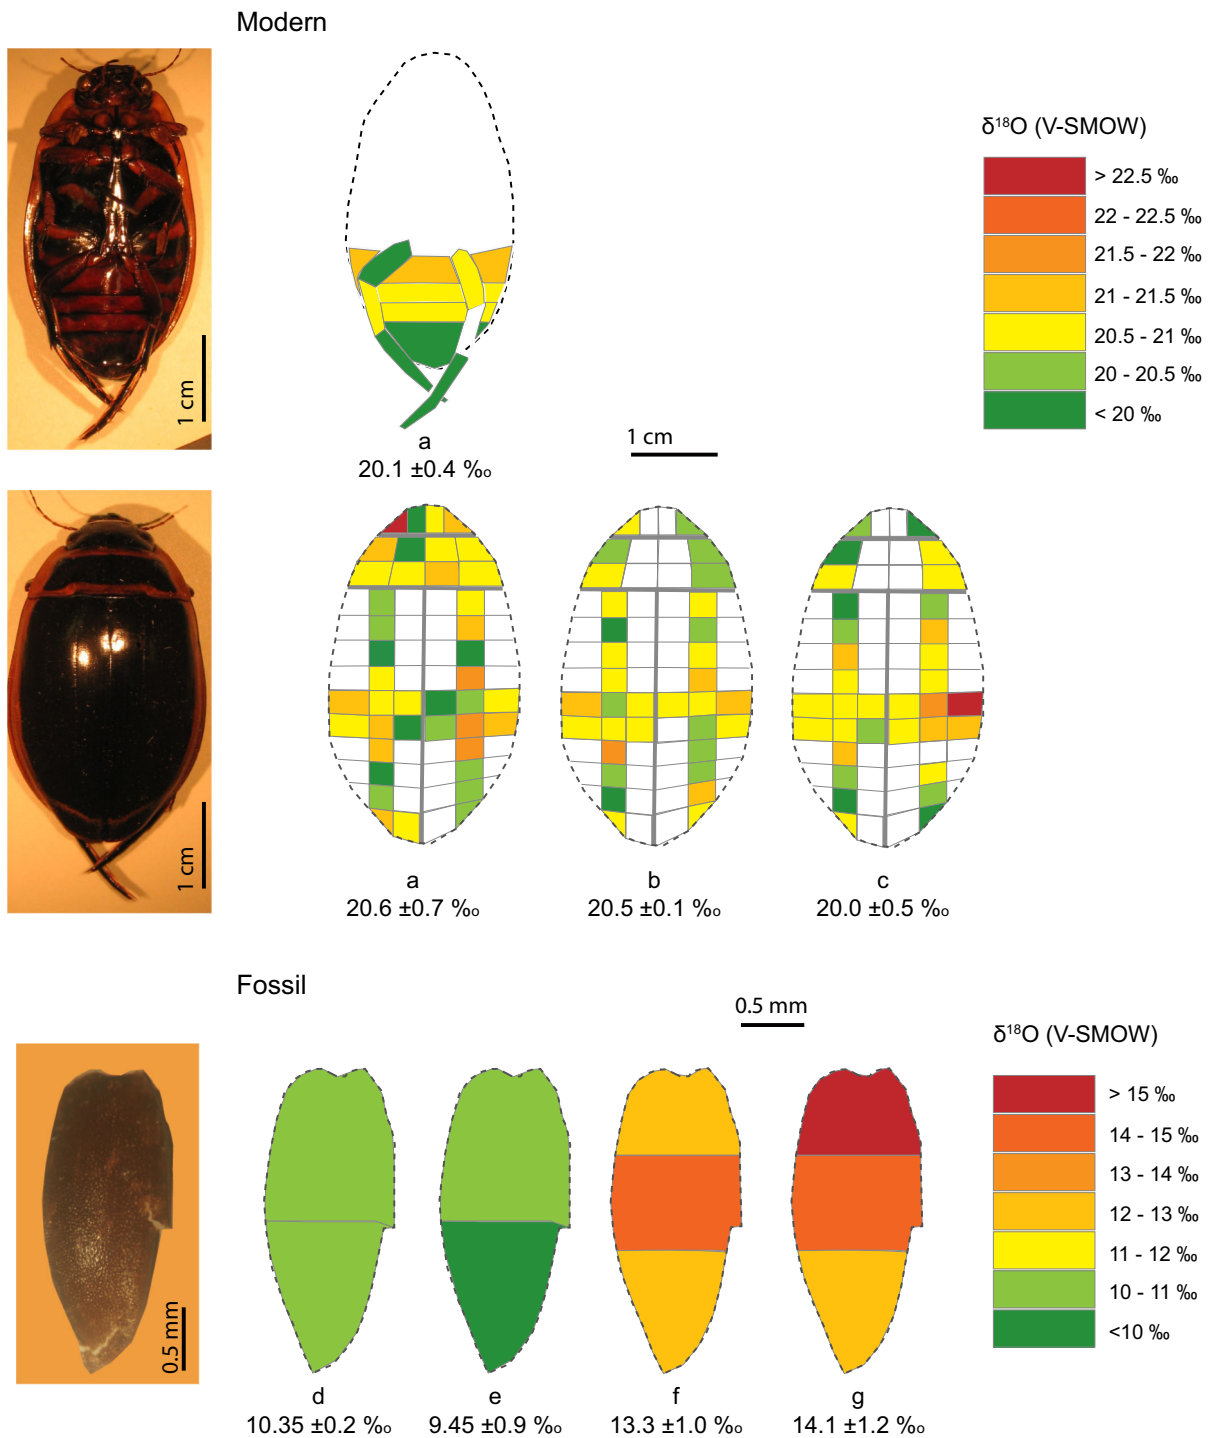 Modern
δ¹⁸O (V-SMOW)
> 22.5 ‰
22 - 22.5 ‰
21.5 - 22 ‰
21 - 21.5 ‰
20.5 - 21 ‰
20 - 20.5 ‰
< 20 ‰
1 cm
a
20.1 ±0.4 ‰
1 cm
1 cm
a
20.6 ±0.7 ‰
b
20.5 ±0.1 ‰
c
20.0 ±0.5 ‰
Fossil
0.5 mm
δ¹⁸O (V-SMOW)
> 15 ‰
14 - 15 ‰
13 - 14 ‰
12 - 13 ‰
11 - 12 ‰
10 - 11 ‰
<10 ‰
0.5 mm
d
10.35 ±0.2 ‰
e
9.45 ±0.9 ‰
f
13.3 ±1.0 ‰
g
14.1 ±1.2 ‰